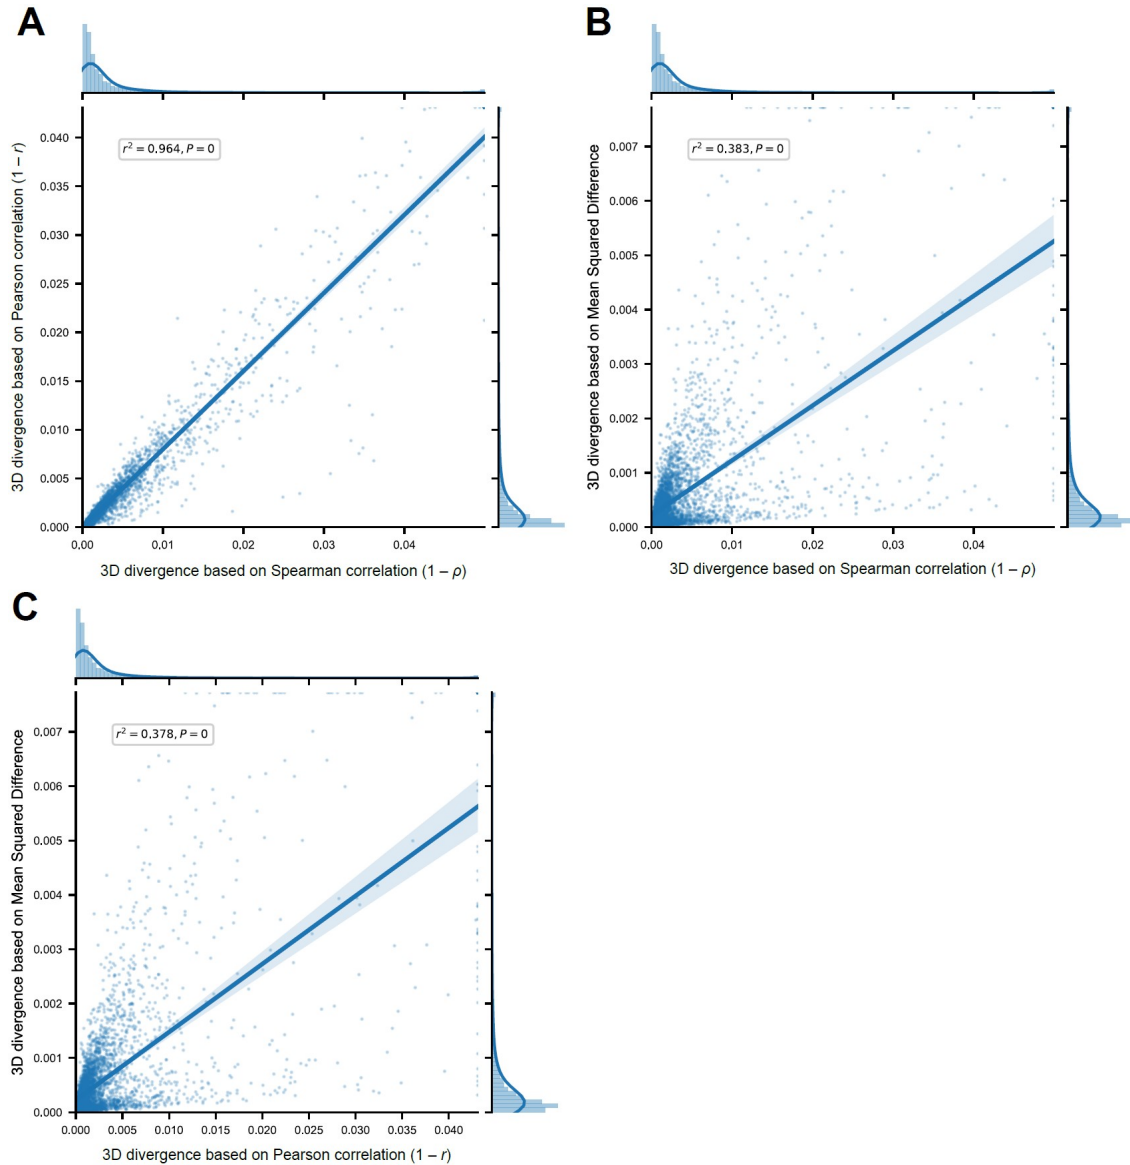 A
3D divergence based on Pearson correlation (1 – r)
0.040
0.035
0.030
0.025
0.020
0.015
0.010
0.005
0.000
r² = 0.964, P = 0
0.00 0.01 0.02 0.03 0.04
3D divergence based on Spearman correlation (1 – ρ)
B
3D divergence based on Mean Squared Difference
0.007
0.006
0.005
0.004
0.003
0.002
0.001
0.000
r² = 0.383, P = 0
0.00 0.01 0.02 0.03 0.04
3D divergence based on Spearman correlation (1 – ρ)
C
3D divergence based on Mean Squared Difference
0.007
0.006
0.005
0.004
0.003
0.002
0.001
0.000
r² = 0.378, P = 0
0.000 0.005 0.010 0.015 0.020 0.025 0.030 0.035 0.040
3D divergence based on Pearson correlation (1 – r)